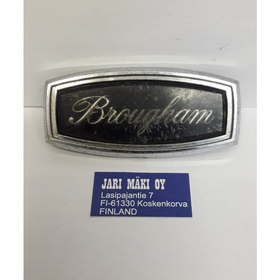 Brougham
JARI MÄKI OY
Lasipajantie 7
FI-61330 Koskenkorva
FINLAND